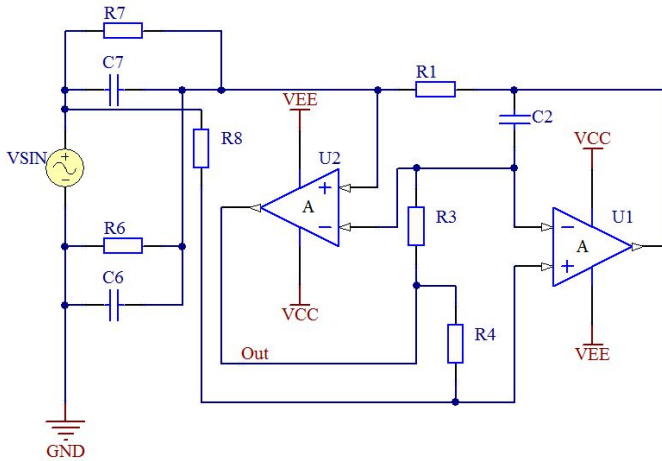 R7
C7
R1
VEE
C2
VCC
R8
VSIN
U2
+
−
A
R3
U1
−
+
A
R6
C6
VCC
Out
R4
VEE
GND